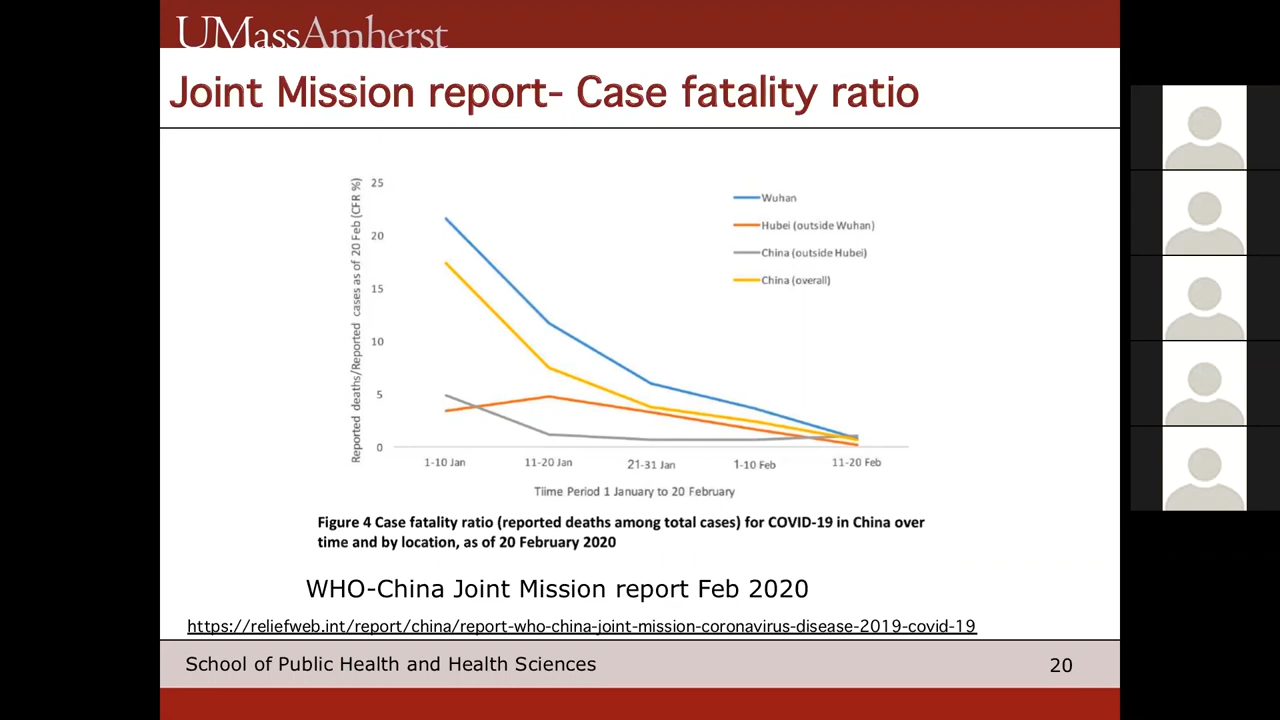 UMassAmherst
Joint Mission report- Case fatality ratio
Reported deaths/Reported cases as of 20 Feb (CFR %)
25
20
15
10
5
0
Wuhan
Hubei (outside Wuhan)
China (outside Hubei)
China (overall)
1-10 Jan
11-20 Jan
21-31 Jan
1-10 Feb
11-20 Feb
Tiime Period 1 January to 20 February
Figure 4 Case fatality ratio (reported deaths among total cases) for COVID-19 in China over
time and by location, as of 20 February 2020
WHO-China Joint Mission report Feb 2020
https://reliefweb.int/report/china/report-who-china-joint-mission-coronavirus-disease-2019-covid-19
School of Public Health and Health Sciences
20